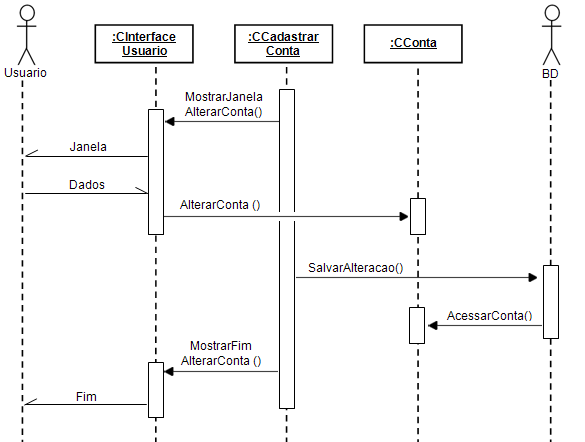 :CInterface
Usuario
:CCadastrar
Conta
:CConta
Usuario
BD
MostrarJanela
AlterarConta()
Janela
Dados
AlterarConta ()
SalvarAlteracao()
AcessarConta()
MostrarFim
AlterarConta ()
Fim